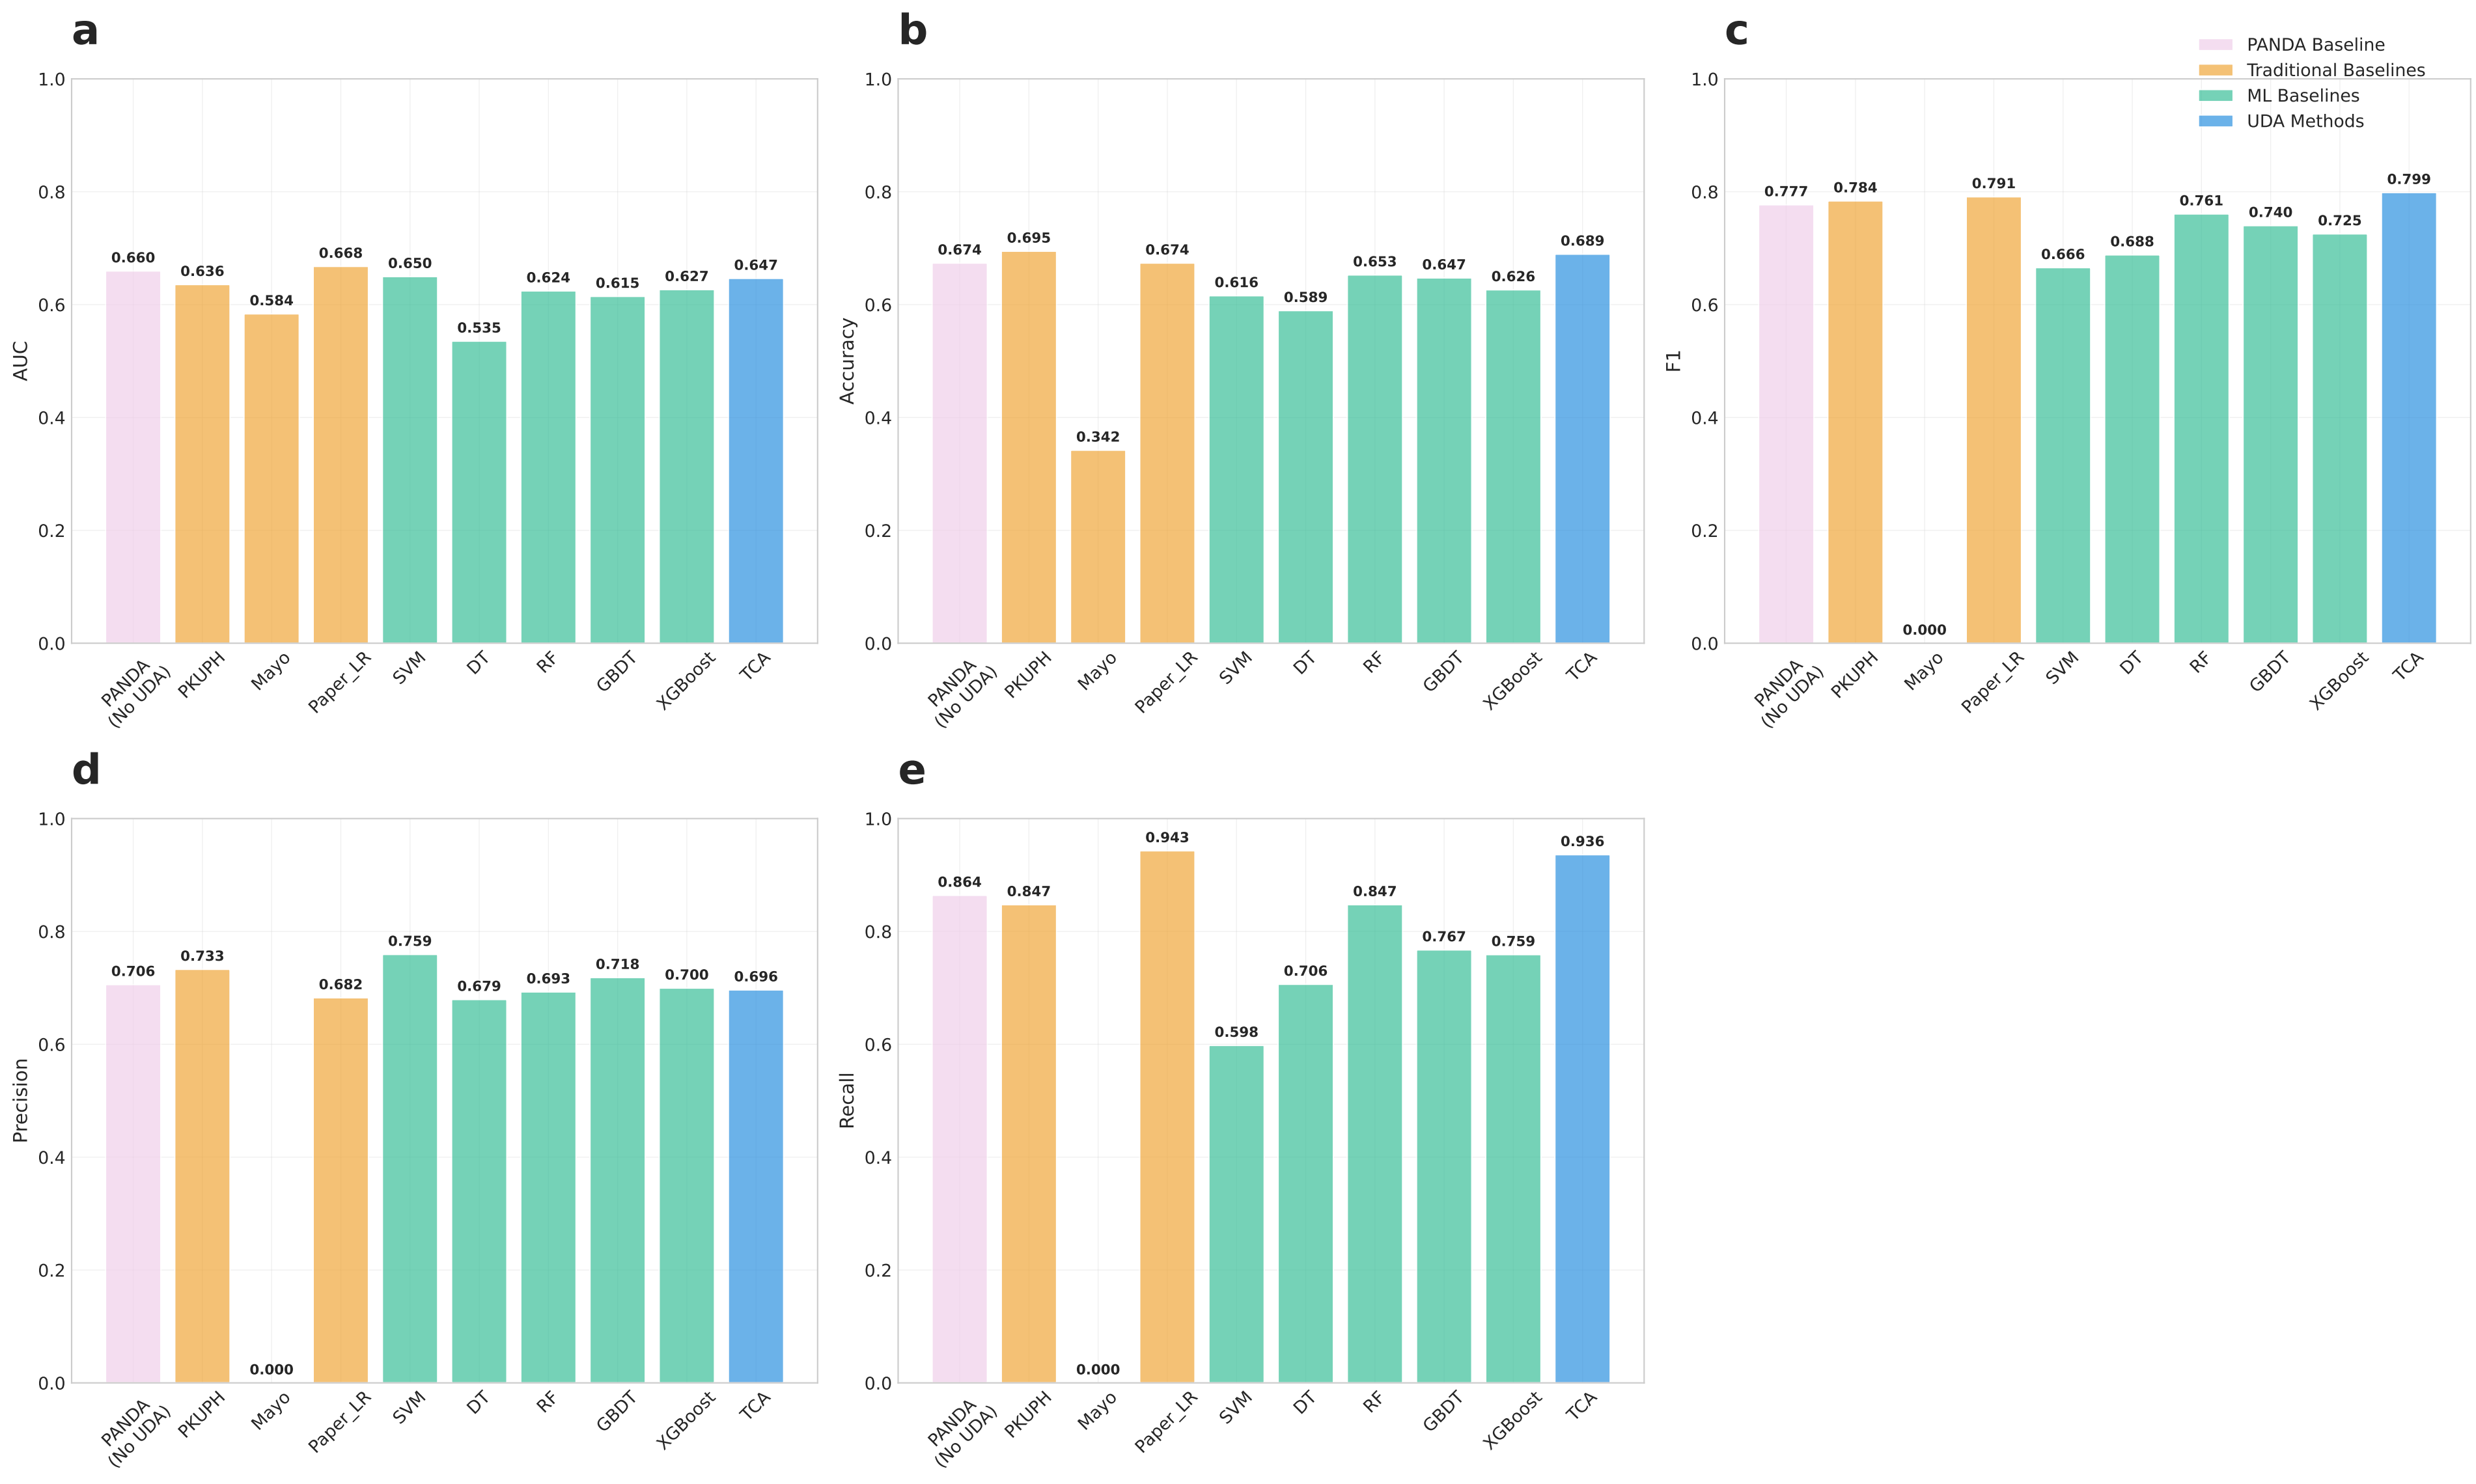 a
b
c
PANDA Baseline
Traditional Baselines
ML Baselines
UDA Methods
AUC
1.0
0.8
0.6
0.4
0.2
0.0
0.660
0.636
0.584
0.668
0.650
0.535
0.624
0.615
0.627
0.647
PANDA
(No UDA)
PKUPH
Mayo
Paper_LR
SVM
DT
RF
GBDT
XGBoost
TCA
Accuracy
1.0
0.8
0.6
0.4
0.2
0.0
0.674
0.695
0.342
0.674
0.616
0.589
0.653
0.647
0.626
0.689
PANDA
(No UDA)
PKUPH
Mayo
Paper_LR
SVM
DT
RF
GBDT
XGBoost
TCA
F1
1.0
0.8
0.6
0.4
0.2
0.0
0.777
0.784
0.000
0.791
0.666
0.688
0.761
0.740
0.725
0.799
PANDA
(No UDA)
PKUPH
Mayo
Paper_LR
SVM
DT
RF
GBDT
XGBoost
TCA
d
e
Precision
1.0
0.8
0.6
0.4
0.2
0.0
0.706
0.733
0.000
0.682
0.759
0.679
0.693
0.718
0.700
0.696
PANDA
(No UDA)
PKUPH
Mayo
Paper_LR
SVM
DT
RF
GBDT
XGBoost
TCA
Recall
1.0
0.8
0.6
0.4
0.2
0.0
0.864
0.847
0.000
0.943
0.598
0.706
0.847
0.767
0.759
0.936
PANDA
(No UDA)
PKUPH
Mayo
Paper_LR
SVM
DT
RF
GBDT
XGBoost
TCA